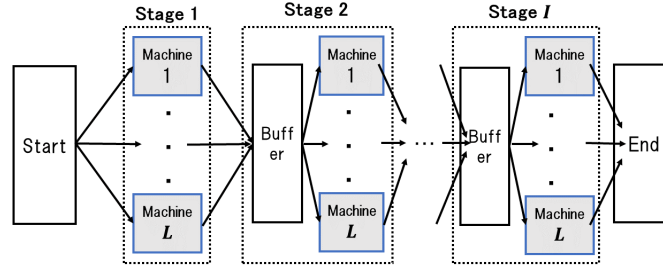 Stage 1
Stage 2
Stage I
Start
Machine
1
Machine
L
Buff
er
Machine
1
Machine
L
...
Buff
er
Machine
1
Machine
L
End